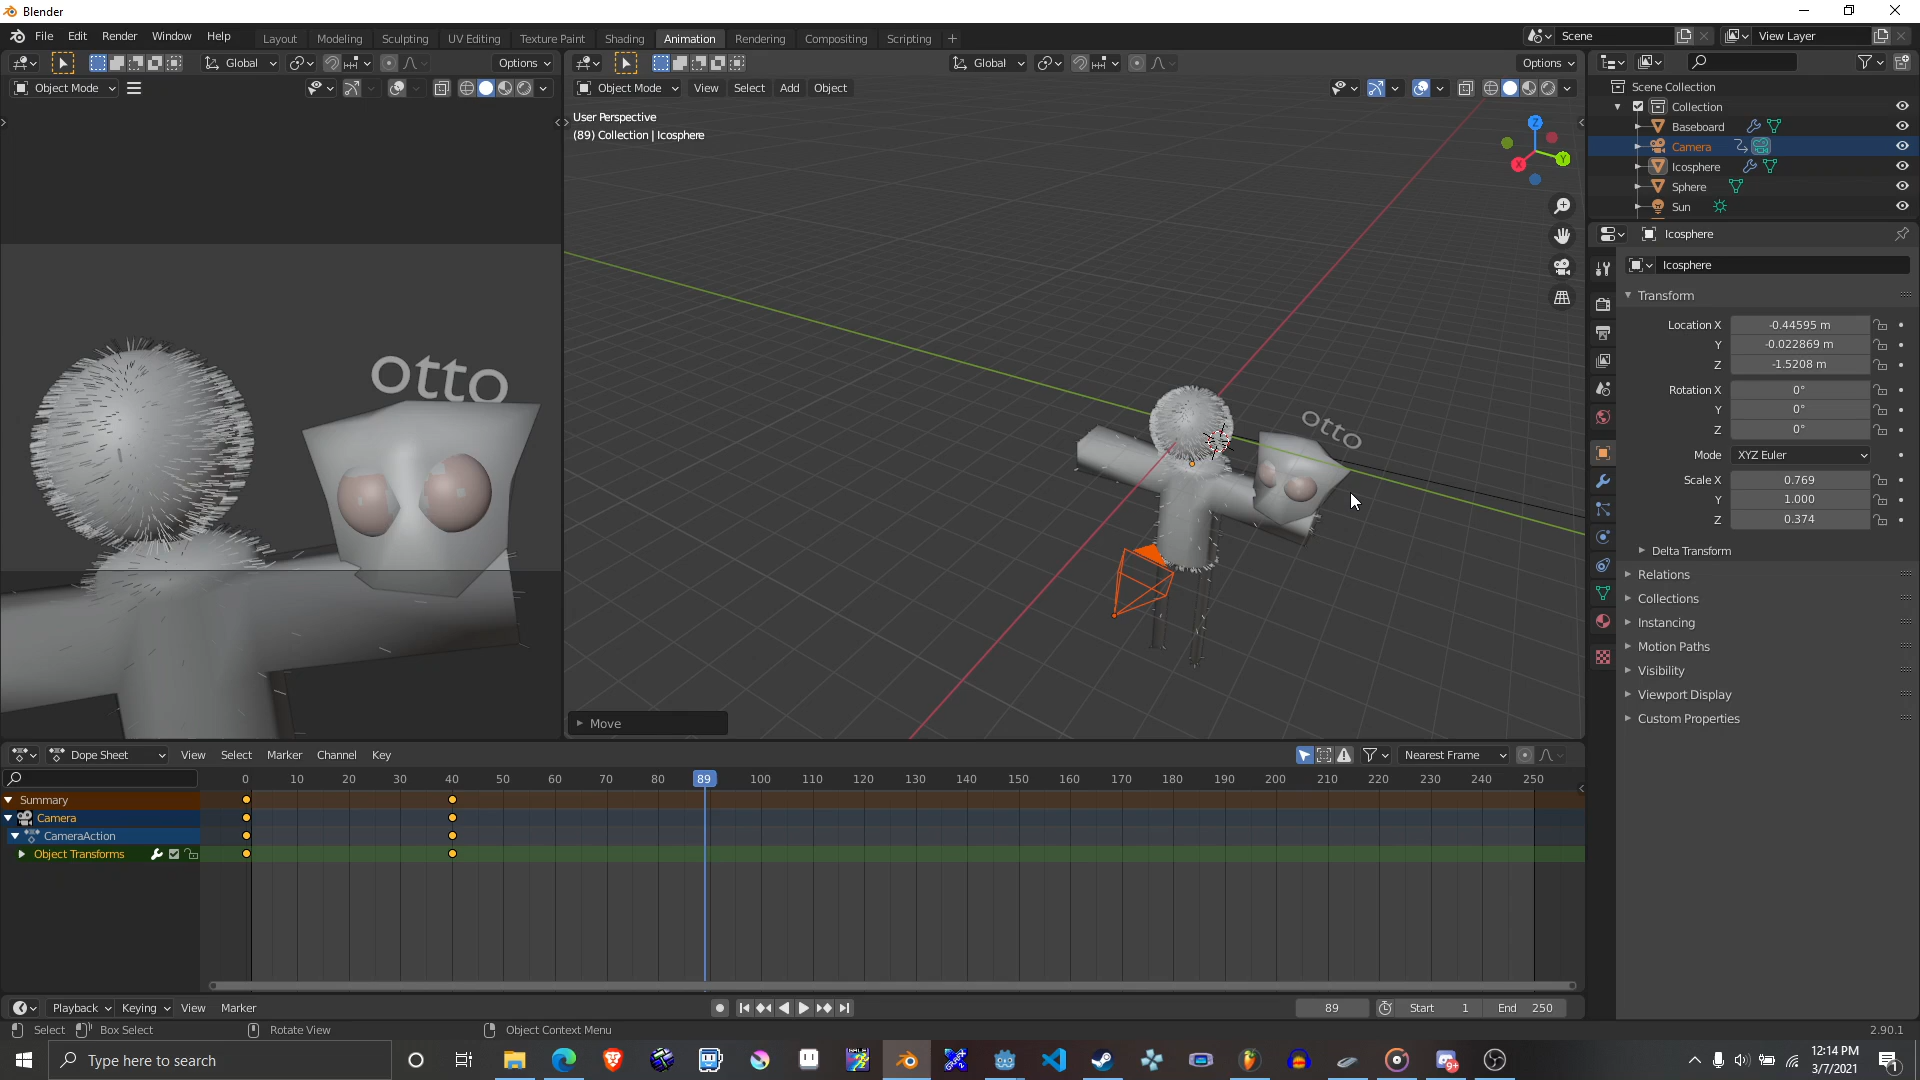 Blender
File Edit Render Window Help
Layout Modeling Sculpting UV Editing Texture Paint Shading Animation Rendering Compositing Scripting +
Scene
View Layer
Global
Options
Global
Options
Object Mode
Object Mode View Select Add Object
User Perspective
(89) Collection | Icosphere
Z
Y
X
otto
otto
Move
Scene Collection
Collection
Baseboard
Camera
Icosphere
Sphere
Sun
Icosphere
Icosphere
Transform
Location X -0.44595 m
Y -0.022869 m
Z -1.5208 m
Rotation X 0°
Y 0°
Z 0°
Mode XYZ Euler
Scale X 0.769
Y 1.000
Z 0.374
Delta Transform
Relations
Collections
Instancing
Motion Paths
Visibility
Viewport Display
Custom Properties
Dope Sheet View Select Marker Channel Key
Nearest Frame
0 10 20 30 40 50 60 70 80 89 100 110 120 130 140 150 160 170 180 190 200 210 220 230 240 250
Summary
Camera
CameraAction
Object Transforms
Playback Keying View Marker
89 Start 1 End 250
Select Box Select Rotate View Object Context Menu
2.90.1
Type here to search
12:14 PM
3/7/2021